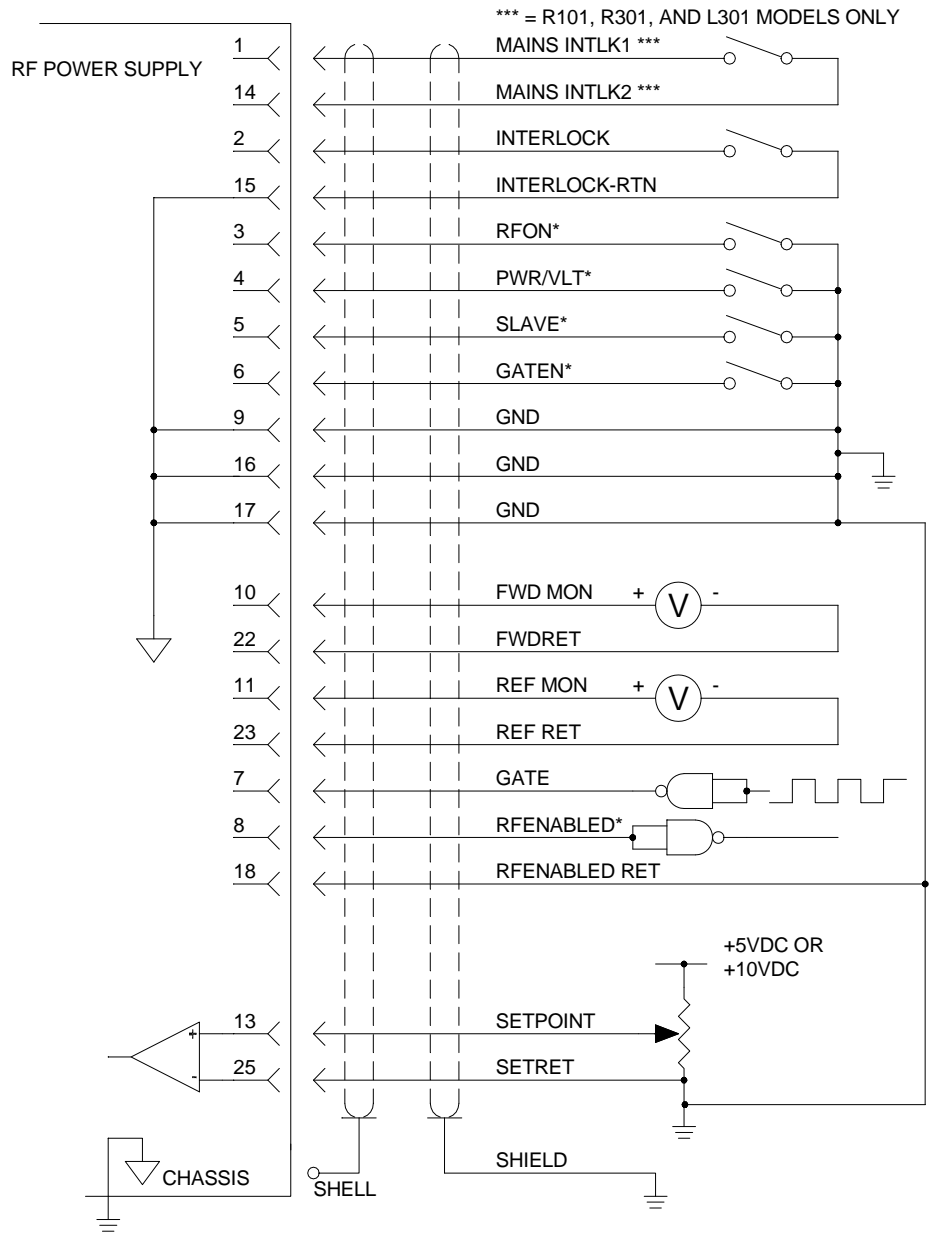 *** = R101, R301, AND L301 MODELS ONLY
RF POWER SUPPLY
1 MAINS INTLK1 ***
14 MAINS INTLK2 ***
2 INTERLOCK
15 INTERLOCK-RTN
3 RFON*
4 PWR/VLT*
5 SLAVE*
6 GATEN*
9 GND
16 GND
17 GND
10 FWD MON + V -
22 FWDRET
11 REF MON + V -
23 REF RET
7 GATE
8 RFENABLED*
18 RFENABLED RET
+5VDC OR
+10VDC
13 SETPOINT
+
25 SETRET
-
CHASSIS
SHELL
SHIELD